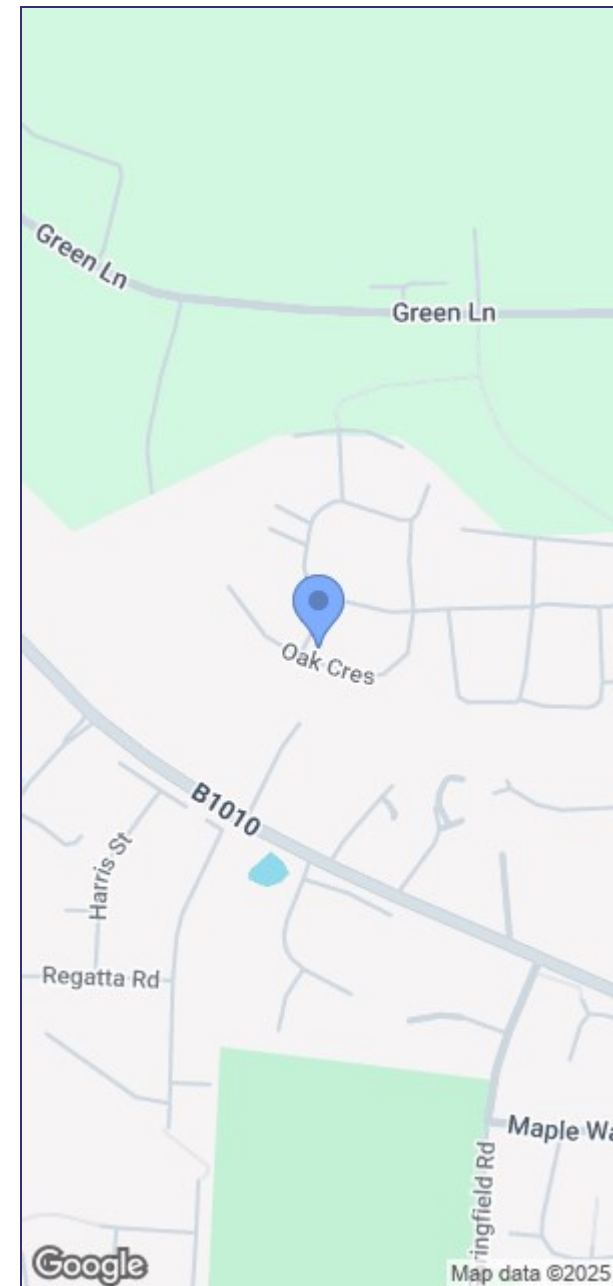 Green Ln
Green Ln
Oak Cres
B1010
Harris St
Regatta Rd
Maple Wa
ringfield Rd
Google
Map data ©2025